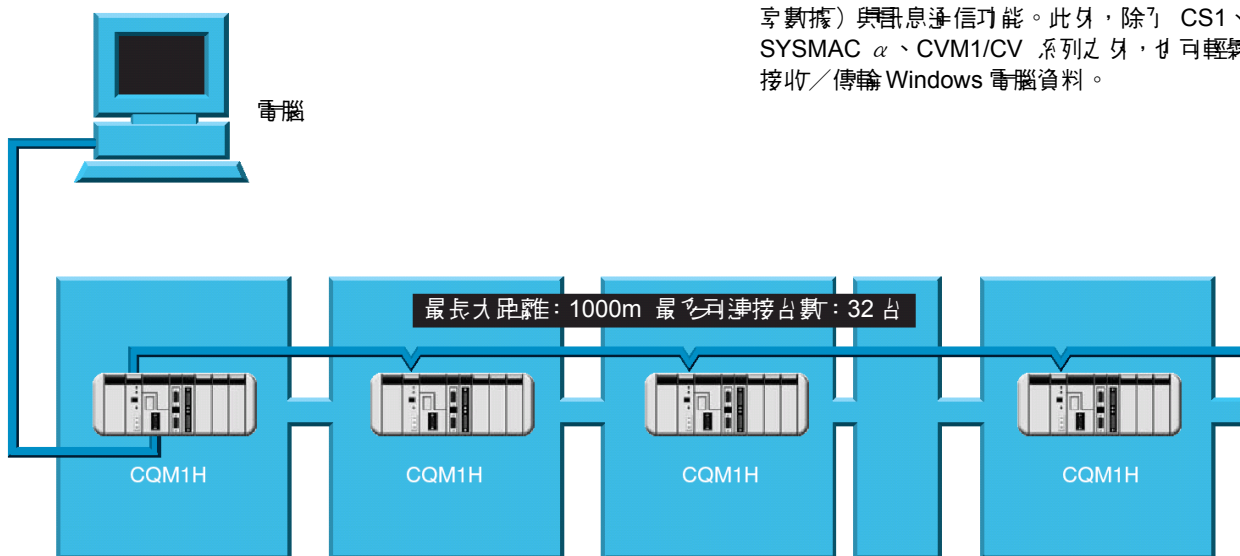 字數據）與訊息通信功能。此外，除了 CS1、
SYSMAC α、CVM1/CV 系列之外，也可輕鬆
接收／傳輸 Windows 電腦資料。
電腦
最長大距離：1000m 最多可連接台數：32 台
CQM1H
CQM1H
CQM1H
CQM1H